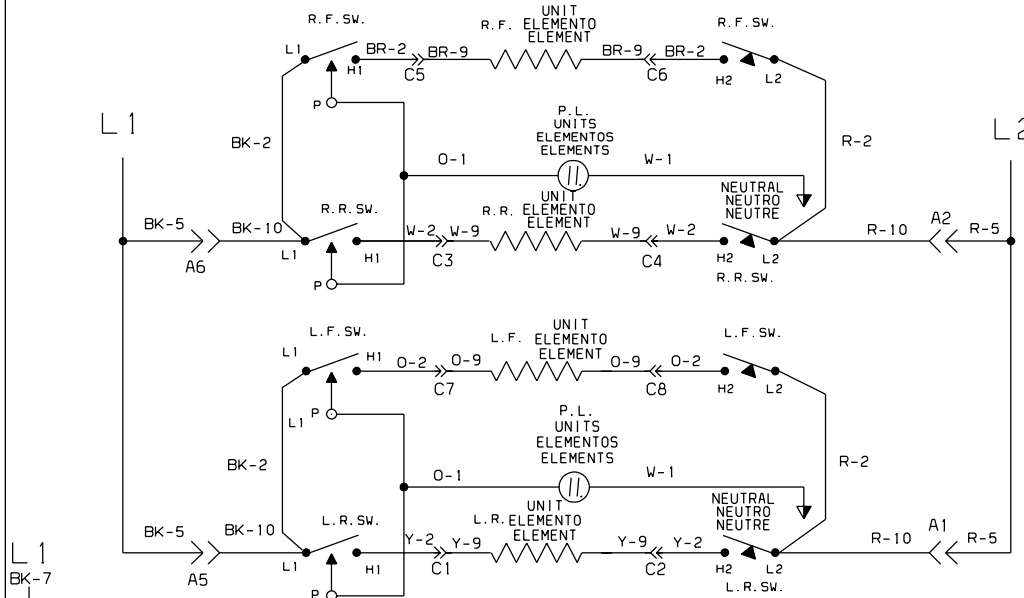 R.F.SW.
UNIT
R.F. ELEMENTO
ELEMENT
R.F.SW.
L1
H1
BR-2
BR-9
C5
BR-9
BR-2
C6
H2
L2
P
L1
BK-2
P.L.
UNITS
ELEMENTOS
ELEMENTS
O-1
W-1
R-2
L2
NEUTRAL
NEUTRO
NEUTRE
R.R.SW.
UNIT
R.R. ELEMENTO
ELEMENT
BK-5
BK-10
A6
L1
H1
W-2
W-9
C3
W-9
W-2
C4
H2
L2
R.R.SW.
R-10
A2
R-5
P
L.F.SW.
UNIT
L.F. ELEMENTO
ELEMENT
L.F.SW.
L1
H1
O-2
O-9
C7
O-9
O-2
C8
H2
L2
L1
P
P.L.
UNITS
ELEMENTOS
ELEMENTS
BK-2
O-1
W-1
R-2
NEUTRAL
NEUTRO
NEUTRE
L.R.SW.
UNIT
L.R. ELEMENTO
ELEMENT
BK-5
BK-10
A5
L1
H1
Y-2
Y-9
C1
Y-9
Y-2
C2
H2
L2
L.R.SW.
R-10
A1
R-5
L1
BK-7
P